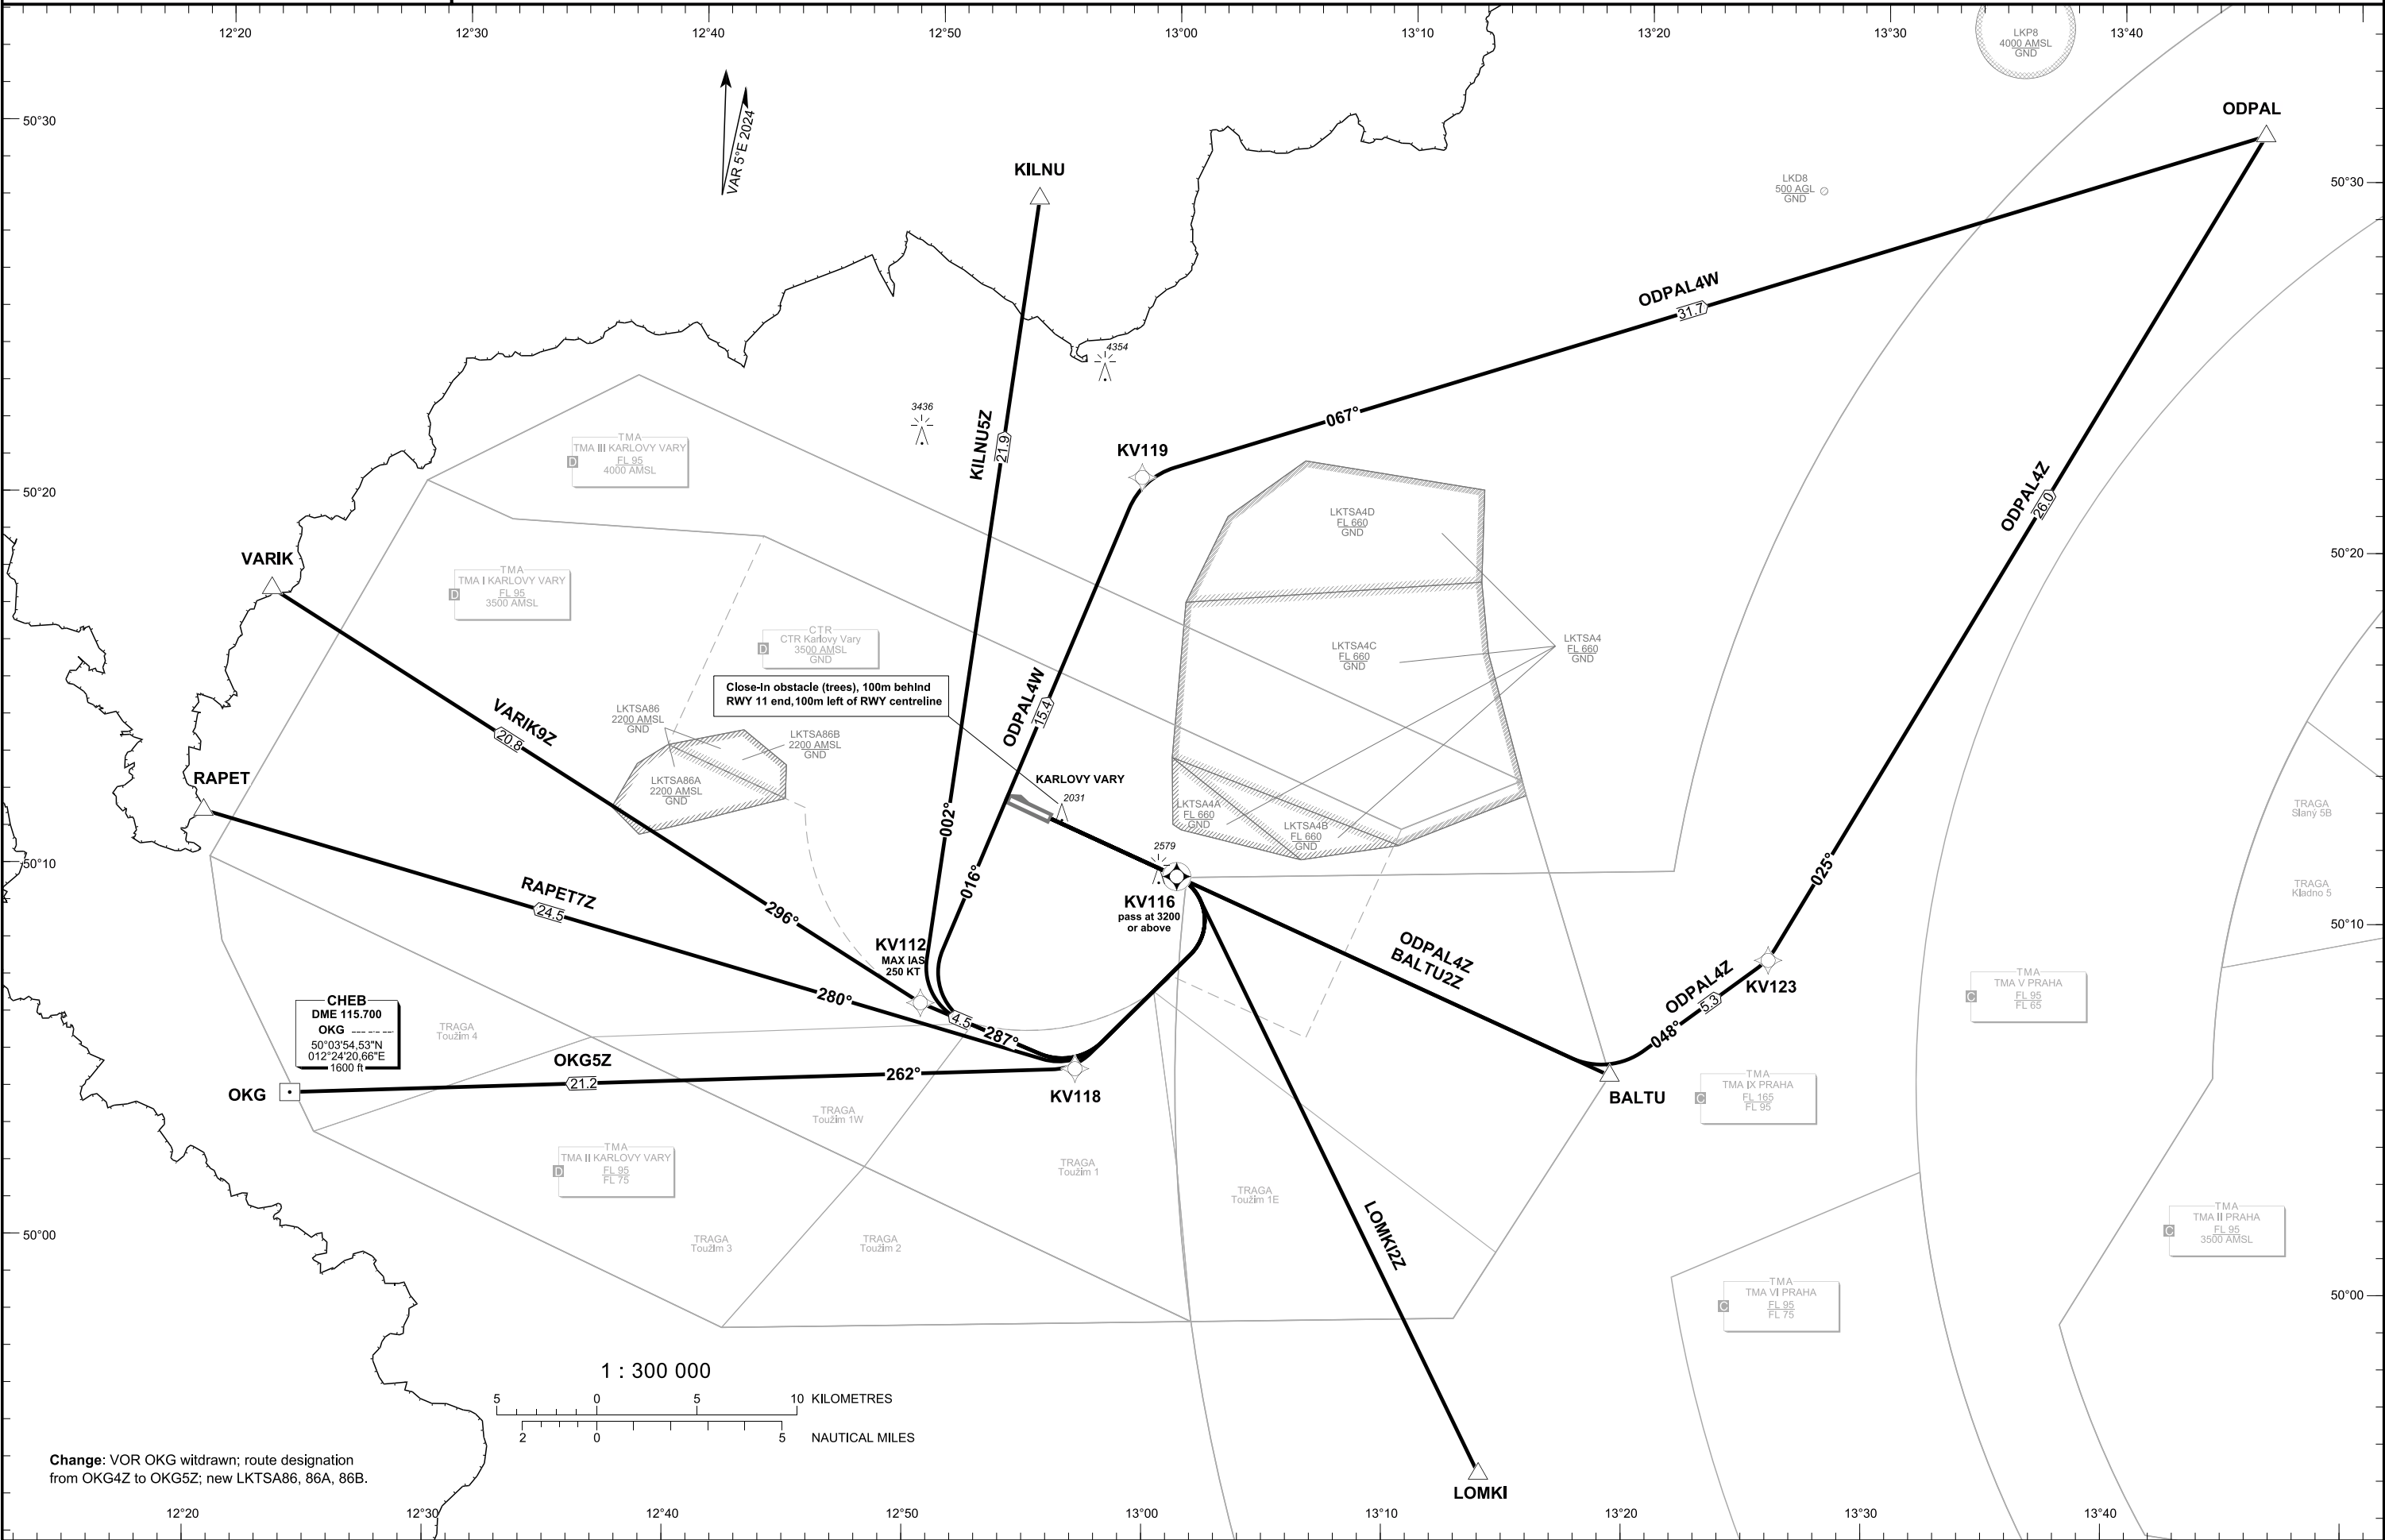 12°20
12°30
12°40
12°50
13°00
13°10
13°20
13°30
13°40
LKP8
4000 AMSL
GND
50°30
VAR 5°E 2024
ODPAL
KILNU
LKD8
500 AGL
GND
50°30
ODPAL4W
31.7
4354
3436
067°
KILNU5Z
21.9
TMA
TMA III KARLOVY VARY
D
FL 95
4000 AMSL
KV119
50°20
ODPAL4Z
26.0
LKTSA4D
FL 660
GND
VARIK
50°20
TMA
TMA I KARLOVY VARY
D
FL 95
3500 AMSL
CTR
CTR Karlovy Vary
D
3500 AMSL
GND
LKTSA4C
FL 660
GND
LKTSA4
FL 660
GND
Close-in obstacle (trees), 100m behind
RWY 11 end,100m left of RWY centreline
ODPAL4W
15.4
VARIK9Z
20.8
LKTSA86
2200 AMSL
GND
LKTSA86B
2200 AMSL
GND
LKTSA86A
2200 AMSL
GND
RAPET
KARLOVY VARY
2031
LKTSA4A
FL 660
GND
LKTSA4B
FL 660
GND
TRAGA
Slaný 5B
002°
50°10
2579
016°
025°
TRAGA
Kladno 5
RAPET7Z
24.5
296°
KV116
pass at 3200
or above
50°10
KV112
MAX IAS
250 KT
ODPAL4Z
BALTU2Z
ODPAL4Z
5.3
KV123
TMA
TMA V PRAHA
C
FL 95
FL 65
280°
CHEB
DME 115.700
OKG
50°03'54,53"N
012°24'20,66"E
1600 ft
TRAGA
Toužim 4
4.5
287°
048°
OKG5Z
21.2
262°
OKG
KV118
BALTU
TMA
TMA IX PRAHA
C
FL 165
FL 95
TRAGA
Toužim 1W
TMA
TMA II KARLOVY VARY
D
FL 95
FL 75
TRAGA
Toužim 1
TRAGA
Toužim 1E
LOMKI2Z
TMA
TMA II PRAHA
C
FL 95
3500 AMSL
50°00
TRAGA
Toužim 3
TRAGA
Toužim 2
TMA
TMA VI PRAHA
C
FL 95
FL 75
50°00
1 : 300 000
5 0 5 10 KILOMETRES
2 0 5 NAUTICAL MILES
Change: VOR OKG witdrawn; route designation
from OKG4Z to OKG5Z; new LKTSA86, 86A, 86B.
LOMKI
12°20
12°30
12°40
12°50
13°00
13°10
13°20
13°30
13°40